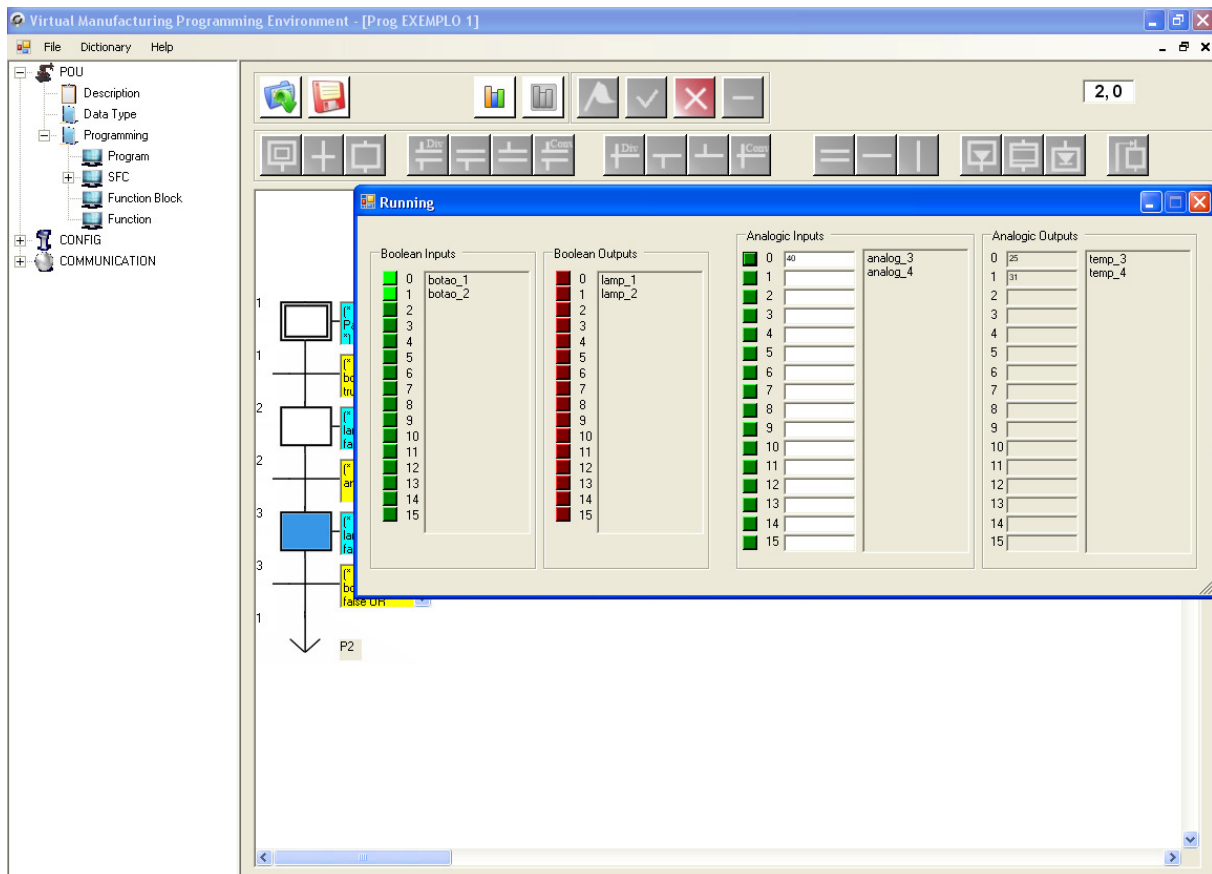 Virtual Manufacturing Programming Environment - [Prog EXEMPLO 1]
File Dictionary Help
POU
Description
Data Type
Programming
Program
SFC
Function Block
Function
CONFIG
COMMUNICATION
2,0
Div
Conv
Div
Conv
Running
Boolean Inputs
0 botao_1
1 botao_2
2
3
4
5
6
7
8
9
10
11
12
13
14
15
Boolean Outputs
0 lamp_1
1 lamp_2
2
3
4
5
6
7
8
9
10
11
12
13
14
15
Analogic Inputs
0 40 analog_3
1 analog_4
2
3
4
5
6
7
8
9
10
11
12
13
14
15
Analogic Outputs
0 25 temp_3
1 31 temp_4
2
3
4
5
6
7
8
9
10
11
12
13
14
15
1
(*
*)
1
(*
2
(*
2
(*
3
(*
3
(*
false OR
1
P2